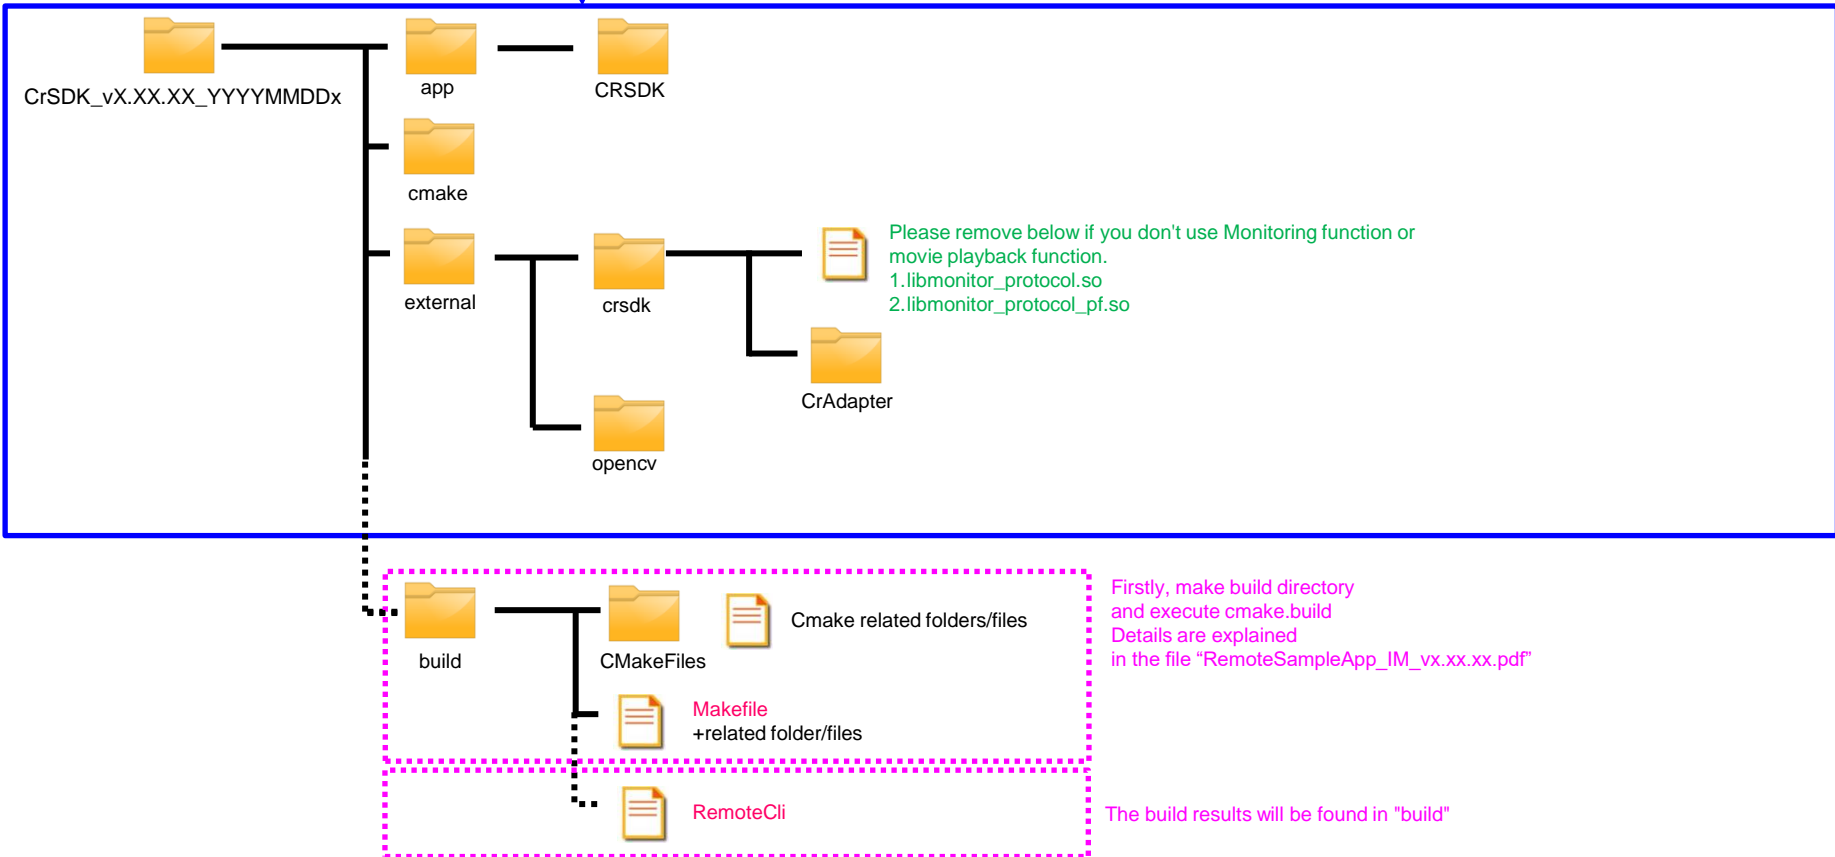 CrSDK_vX.XX.XX_YYYYMMDDx
app
CRSDK
cmake
external
crsdk
Please remove below if you don't use Monitoring function or
movie playback function.
1.libmonitor_protocol.so
2.libmonitor_protocol_pf.so
CrAdapter
opencv
build
CMakeFiles
Cmake related folders/files
Firstly, make build directory
and execute cmake.build
Details are explained
in the file “RemoteSampleApp_IM_vx.xx.xx.pdf”
Makefile
+related folder/files
RemoteCli
The build results will be found in "build"